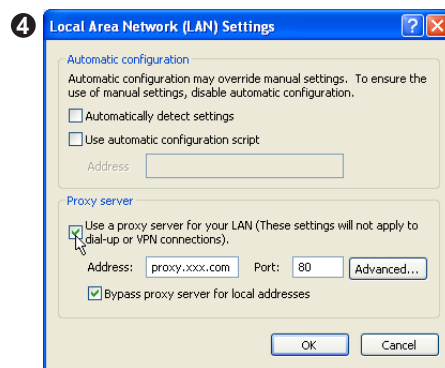 4
Local Area Network (LAN) Settings
Automatic configuration
Automatic configuration may override manual settings. To ensure the
use of manual settings, disable automatic configuration.
Automatically detect settings
Use automatic configuration script
Address
Proxy server
Use a proxy server for your LAN (These settings will not apply to
dial-up or VPN connections).
Address: proxy.xxx.com Port: 80 Advanced...
Bypass proxy server for local addresses
OK Cancel